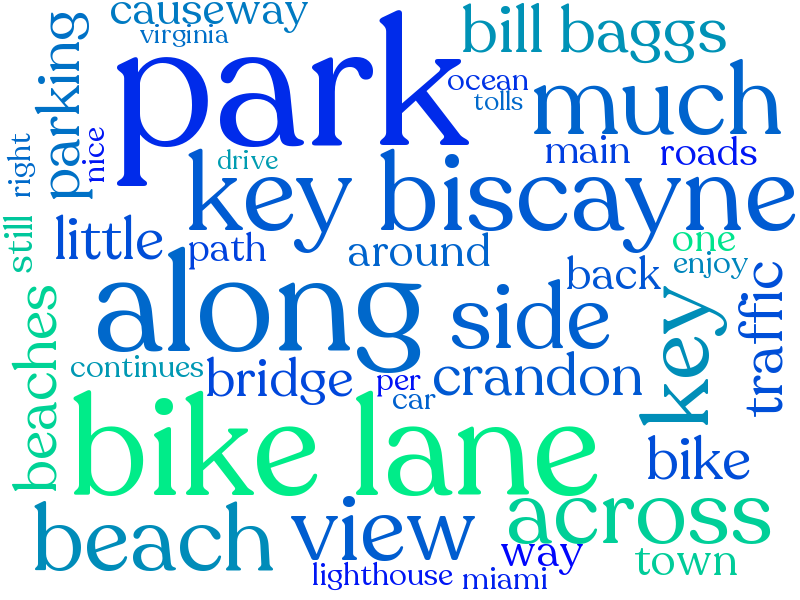 causeway
virginia
bill baggs
park
parking
ocean
tolls
much
right
nice
drive
main
roads
key biscayne
still
little
path
around
one
enjoy
back
along
side
key
traffic
beaches
continues
bridge
per
car
crandon
bike lane
bike
beach
view
across
way
town
lighthouse
miami